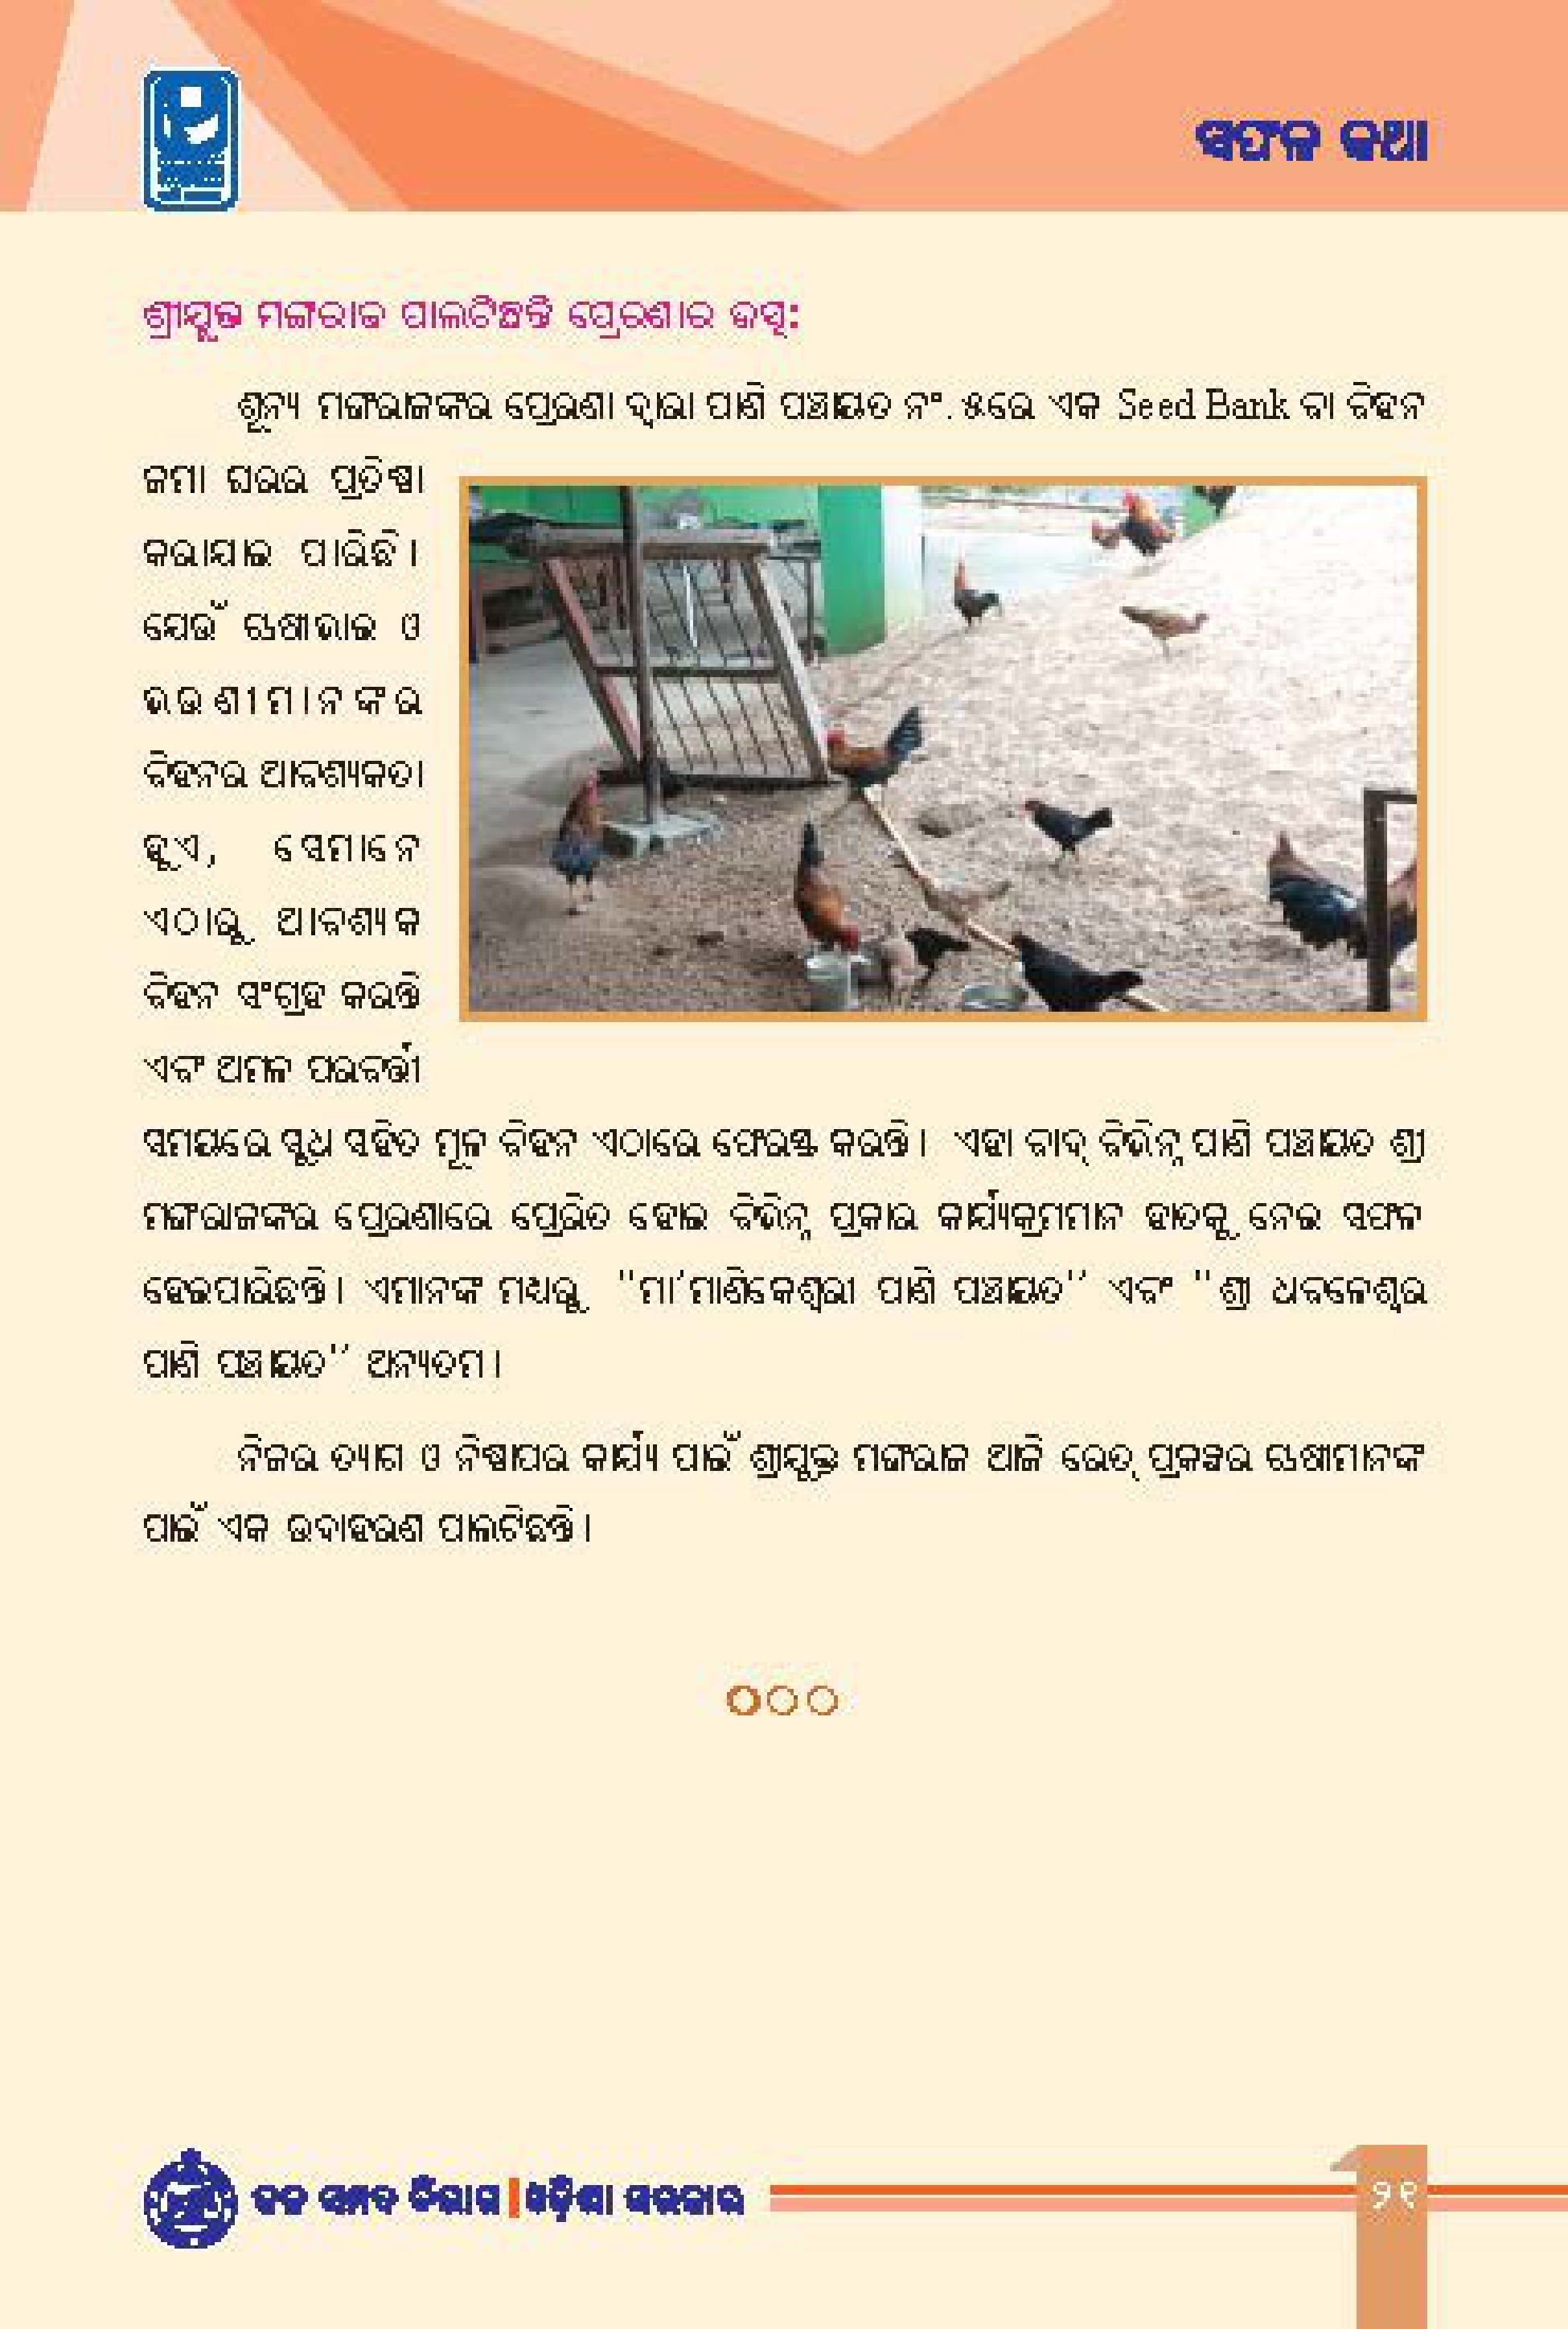 ସଫଳ କଥା
ଶ୍ରୀଯୁକ୍ତ ମଙ୍ଗରାଜ ପାଲଟିଛନ୍ତି ପ୍ରେରଣାର ଉତ୍ସ:
ଶୂନ୍ୟ ମଙ୍ଗରାଜଙ୍କର ପ୍ରେରଣା ଦ୍ୱାରା ପାଣି ପଞ୍ଚାୟତ ନଂ.୫ରେ ଏକ Seed Bank ବା ବିହନ
ଜମା ଘରର ପ୍ରତିଷ୍ଠା
କରାଯାଇ ପାରିଛି ।
ଯେଉଁ ଋଷୀଭାଇ ଓ
ଭଉଣୀମାନଙ୍କର
ବିହନର ଆବଶ୍ୟକତା
ହୁଏ, ସେମାନେ
ଏଠାରୁ ଆବଶ୍ୟକ
ବିହନ ସଂଗ୍ରହ କରନ୍ତି
ଏବଂ ଅମଳ ପରବର୍ତ୍ତୀ
ସମୟରେ ସୁଧ ସହିତ ମୂଳ ବିହନ ଏଠାରେ ଫେରସ୍ତ କରନ୍ତି । ଏହା ବାଦ୍ ବିଭିନ୍ନ ପାଣି ପଞ୍ଚାୟତ ଶ୍ରୀ
ମଙ୍ଗରାଜଙ୍କର ପ୍ରେରଣାରେ ପ୍ରେରିତ ହୋଇ ବିଭିନ୍ନ ପ୍ରକାର କାର୍ଯ୍ୟକ୍ରମମାନ ହାତକୁ ନେଇ ସଫଳ
ହୋଇପାରିଛନ୍ତି । ଏମାନଙ୍କ ମଧ୍ୟରୁ "ମା'ମାଣିକେଶ୍ୱରୀ ପାଣି ପଞ୍ଚାୟତ" ଏବଂ "ଶ୍ରୀ ଧବଳେଶ୍ୱର
ପାଣି ପଞ୍ଚାୟତ" ଅନ୍ୟତମ ।
ନିଜର ତ୍ୟାଗ ଓ ନିଷ୍ଠାପର କାର୍ଯ୍ୟ ପାଇଁ ଶ୍ରୀଯୁକ୍ତ ମଙ୍ଗରାଜ ଆଜି ରେତ୍ ପ୍ରକଳ୍ପର ଋଷୀମାନଙ୍କ
ପାଇଁ ଏକ ଉଦାହରଣ ପାଲଟିଛନ୍ତି ।
ଜଳ ସମ୍ପଦ ବିଭାଗ | ଓଡ଼ିଶା ସରକାର
୨୧